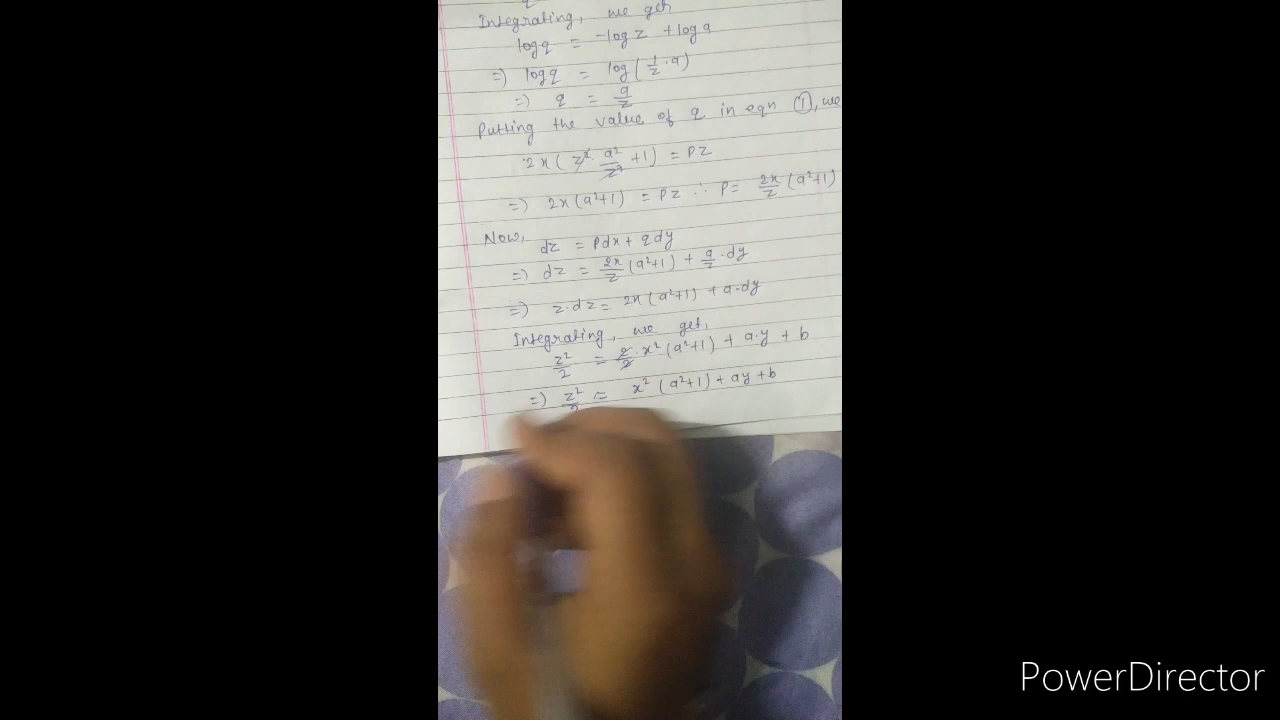 Integrating, we get,
log q = -log z + log a
=) log q = log ( 1/z · a )
=) q = a/z
Putting the value of q in eqn ①, we
2x ( z² · a²/z² + 1 ) = Pz
=) 2x(a²+1) = Pz ∴ P = 2x/z (a²+1)
Now, dz = Pdx + q dy
=) dz = 2x/z (a²+1) + a/z · dy
=) z·dz = 2x (a²+1) + a·dy
Integrating, we get,
z²/2 = 2/2 · x² (a²+1) + a·y + b
=) z²/2 = x² (a²+1) + ay + b
PowerDirector